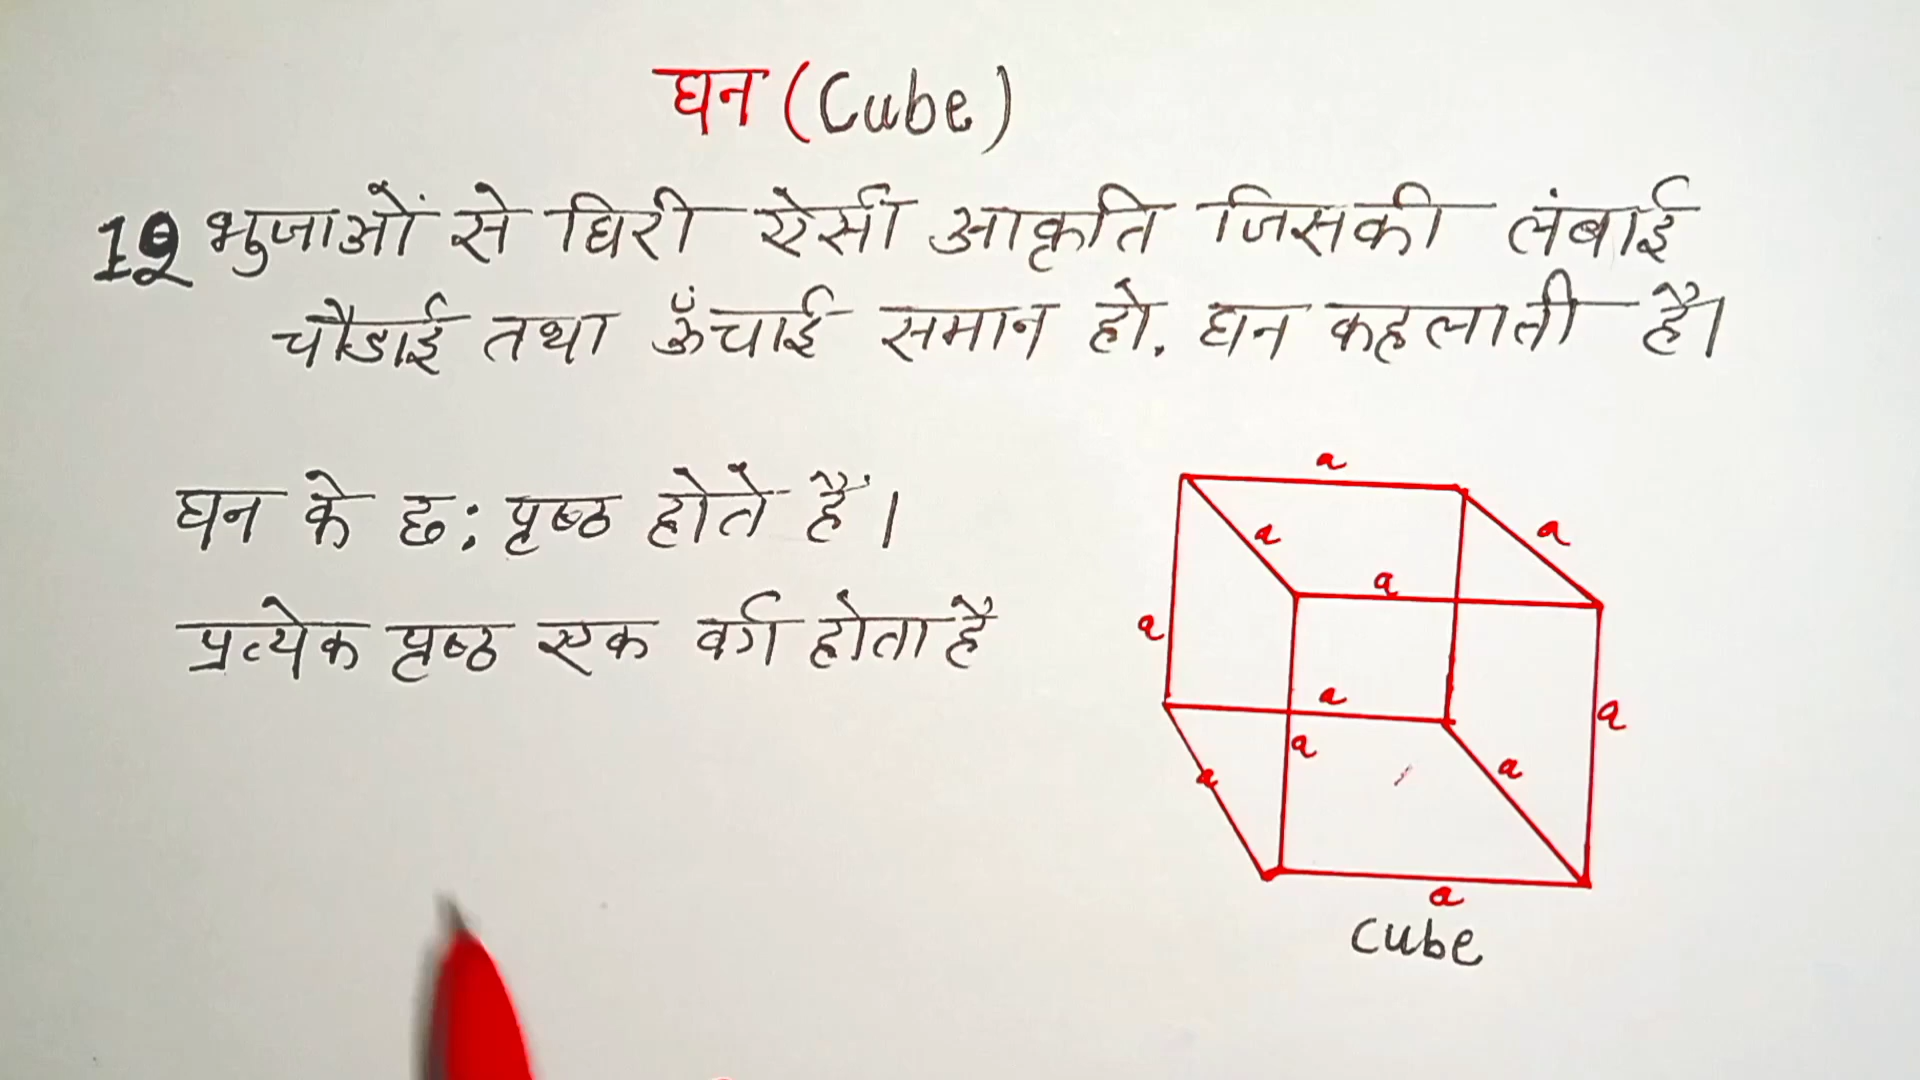 घन (Cube)
12 भुजाओं से घिरी ऐसी आकृति जिसकी लंबाई
चौडाई तथा ऊँचाई समान हो. घन कहलाती है।
घन के छ: पृष्ठ होते हैं।
प्रत्येक पृष्ठ एक वर्ग होता है
a
a
a
a
a
a
a
a
a
a
a
cube